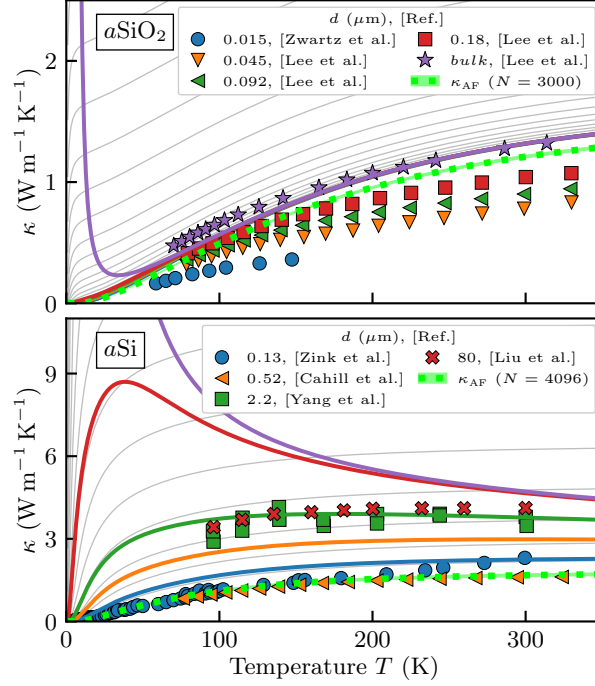 aSiO₂
d (μm), [Ref.]
0.015, [Zwartz et al.]
0.045, [Lee et al.]
0.092, [Lee et al.]
0.18, [Lee et al.]
bulk, [Lee et al.]
κ_AF (N = 3000)
κ (W m⁻¹ K⁻¹)
2
1
0
aSi
d (μm), [Ref.]
0.13, [Zink et al.]
0.52, [Cahill et al.]
2.2, [Yang et al.]
80, [Liu et al.]
κ_AF (N = 4096)
κ (W m⁻¹ K⁻¹)
9
6
3
0
0 100 200 300
Temperature T (K)